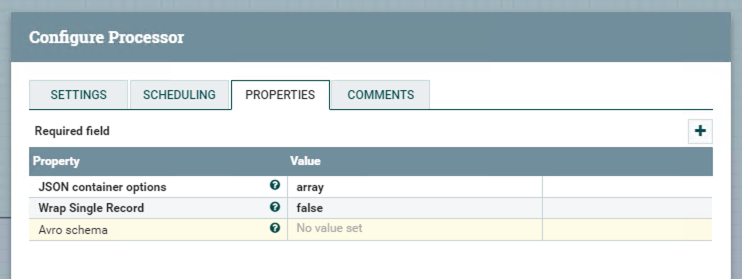 Configure Processor
SETTINGS SCHEDULING PROPERTIES COMMENTS
Required field
Property Value
JSON container options array
Wrap Single Record false
Avro schema No value set